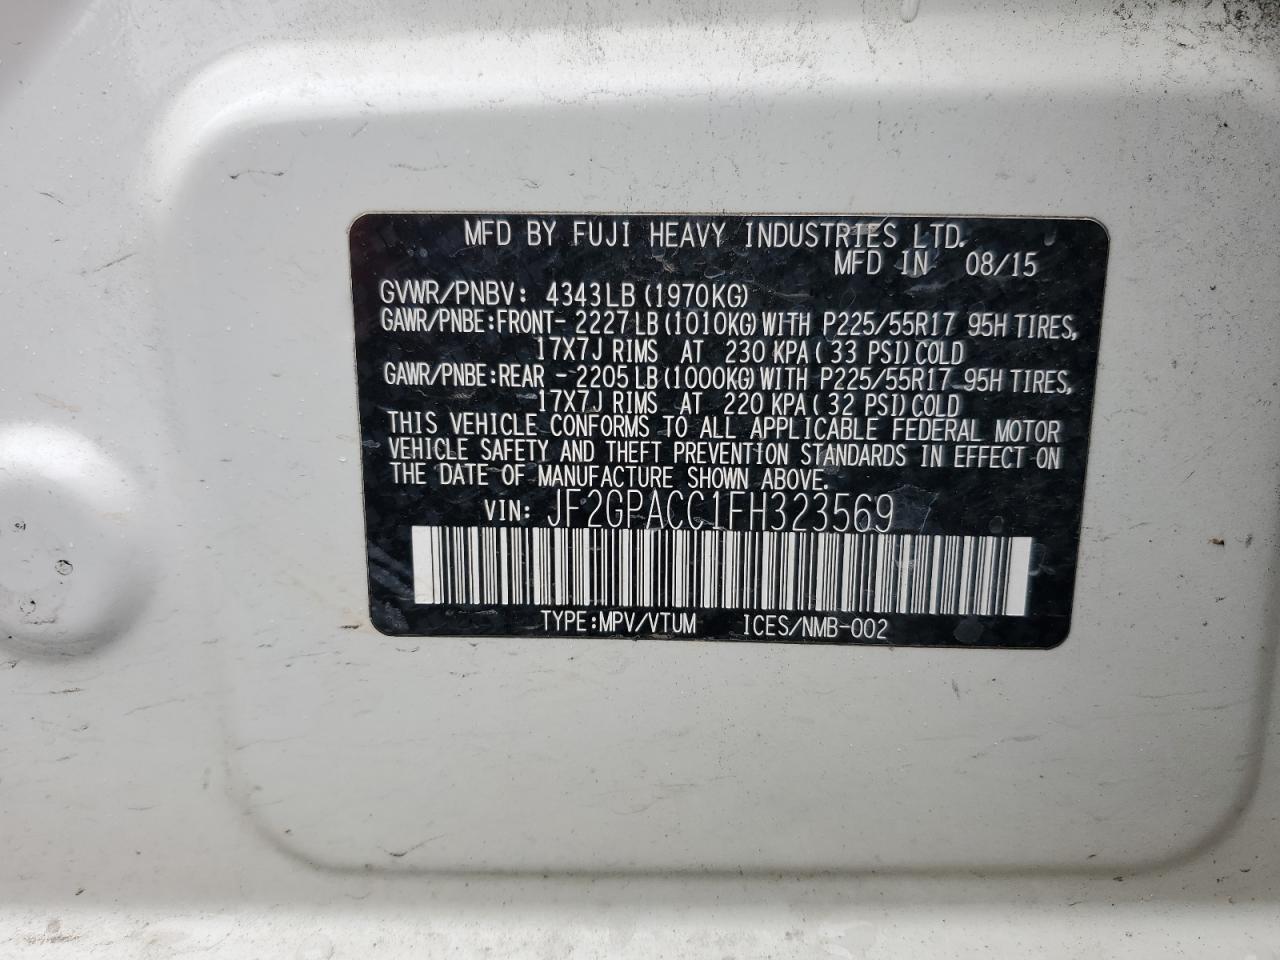 MFD BY FUJI HEAVY INDUSTRIES LTD.
MFD IN 08/15
GVWR/PNBV: 4343LB (1970KG)
GAWR/PNBE:FRONT- 2227LB (1010KG) WITH P225/55R17 95H TIRES,
17X7J RIMS AT 230 KPA ( 33 PSI) COLD
GAWR/PNBE:REAR -2205LB (1000KG) WITH P225/55R17 95H TIRES,
17X7J RIMS AT 220 KPA ( 32 PSI) COLD
THIS VEHICLE CONFORMS TO ALL APPLICABLE FEDERAL MOTOR
VEHICLE SAFETY AND THEFT PREVENTION STANDARDS IN EFFECT ON
THE DATE OF MANUFACTURE SHOWN ABOVE.
VIN: JF2GPACC1FH323569
TYPE:MPV/VTUM ICES/NMB-002